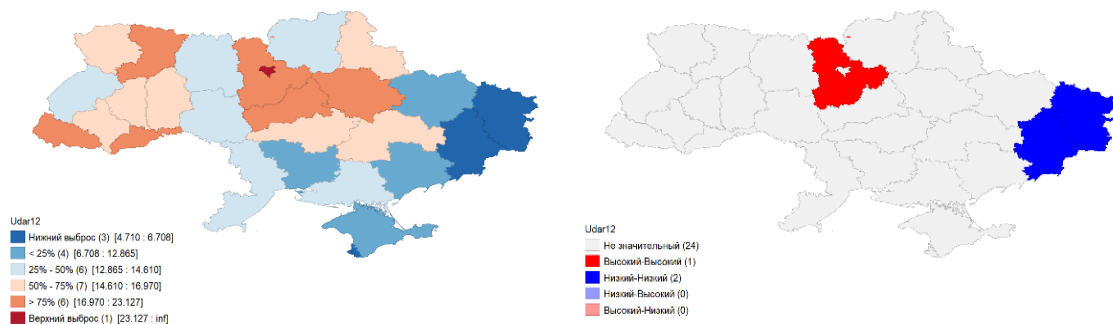 Udar12
Нижний выброс (3) [4.710 : 6.708]
< 25% (4) [6.708 : 12.865]
25% - 50% (6) [12.865 : 14.610]
50% - 75% (7) [14.610 : 16.970]
> 75% (6) [16.970 : 23.127]
Верхний выброс (1) [23.127 : inf]
Udar12
Не значительный (24)
Высокий-Высокий (1)
Низкий-Низкий (2)
Низкий-Высокий (0)
Высокий-Низкий (0)